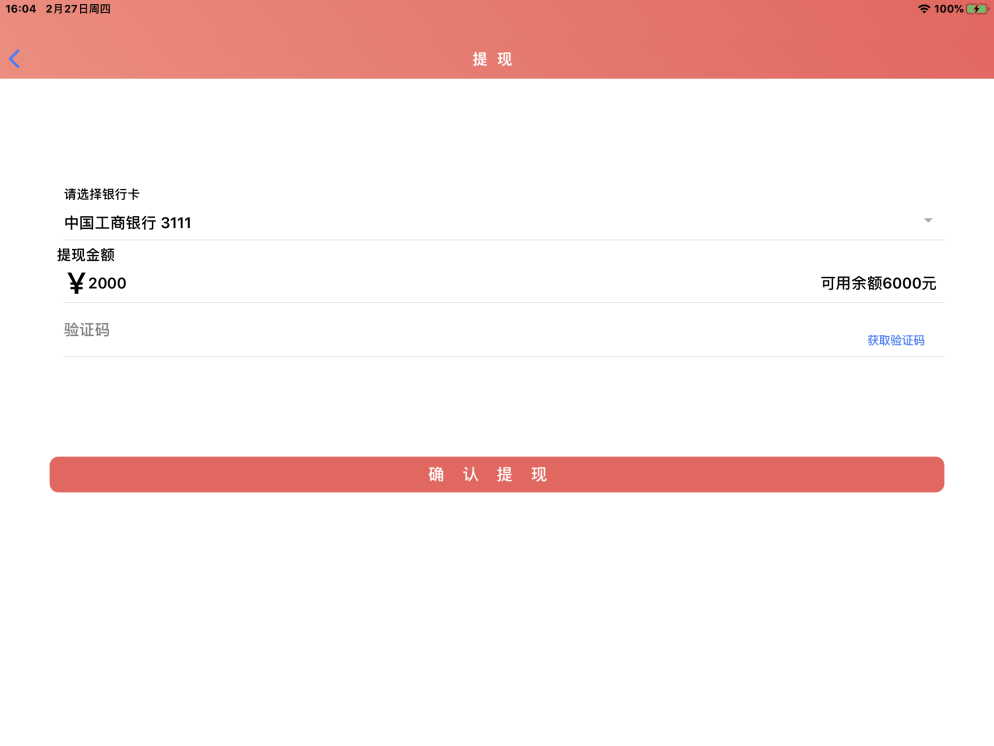 16:04 2月27日周四 100%
提 现
请选择银行卡
中国工商银行 3111
提现金额
￥2000 可用余额6000元
验证码
获取验证码
确 认 提 现